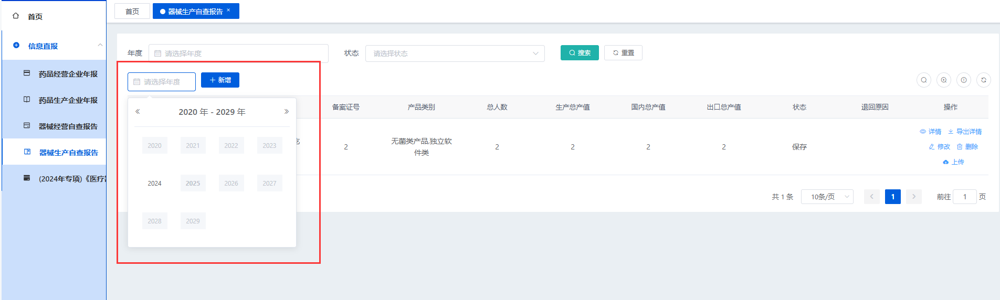 首页
信息直报
药品经营企业年报
药品生产企业年报
器械经营自查报告
器械生产自查报告
(2024年专项)《医疗
首页
器械生产自查报告 ×
年度 请选择年度 状态 请选择状态 搜索 重置
请选择年度 新增
2020 年 - 2029 年
2020 2021 2022 2023
2024 2025 2026 2027
2028 2029
备案证号 产品类别 总人数 生产总产值 国内总产值 出口总产值 状态 退回原因 操作
2 无菌类产品,独立软件类 2 2 2 2 保存
详情 导出详情
修改 删除
上传
共 1 条 10条/页 1 前往 1 页